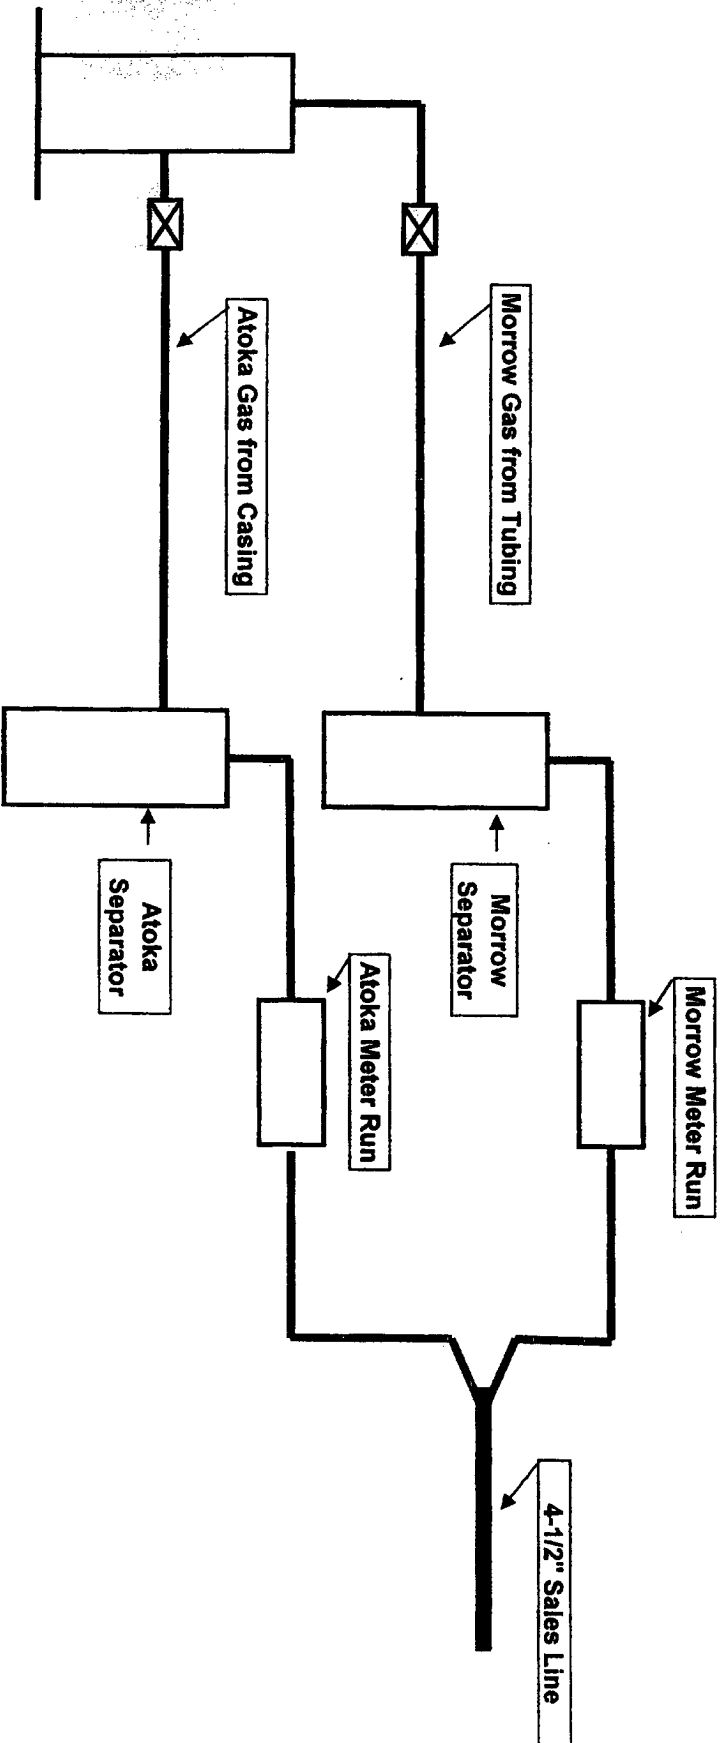 Morrow Gas from Tubing
Atoka Gas from Casing
Morrow
Separator
Atoka
Separator
Morrow Meter Run
Atoka Meter Run
4-1/2" Sales Line